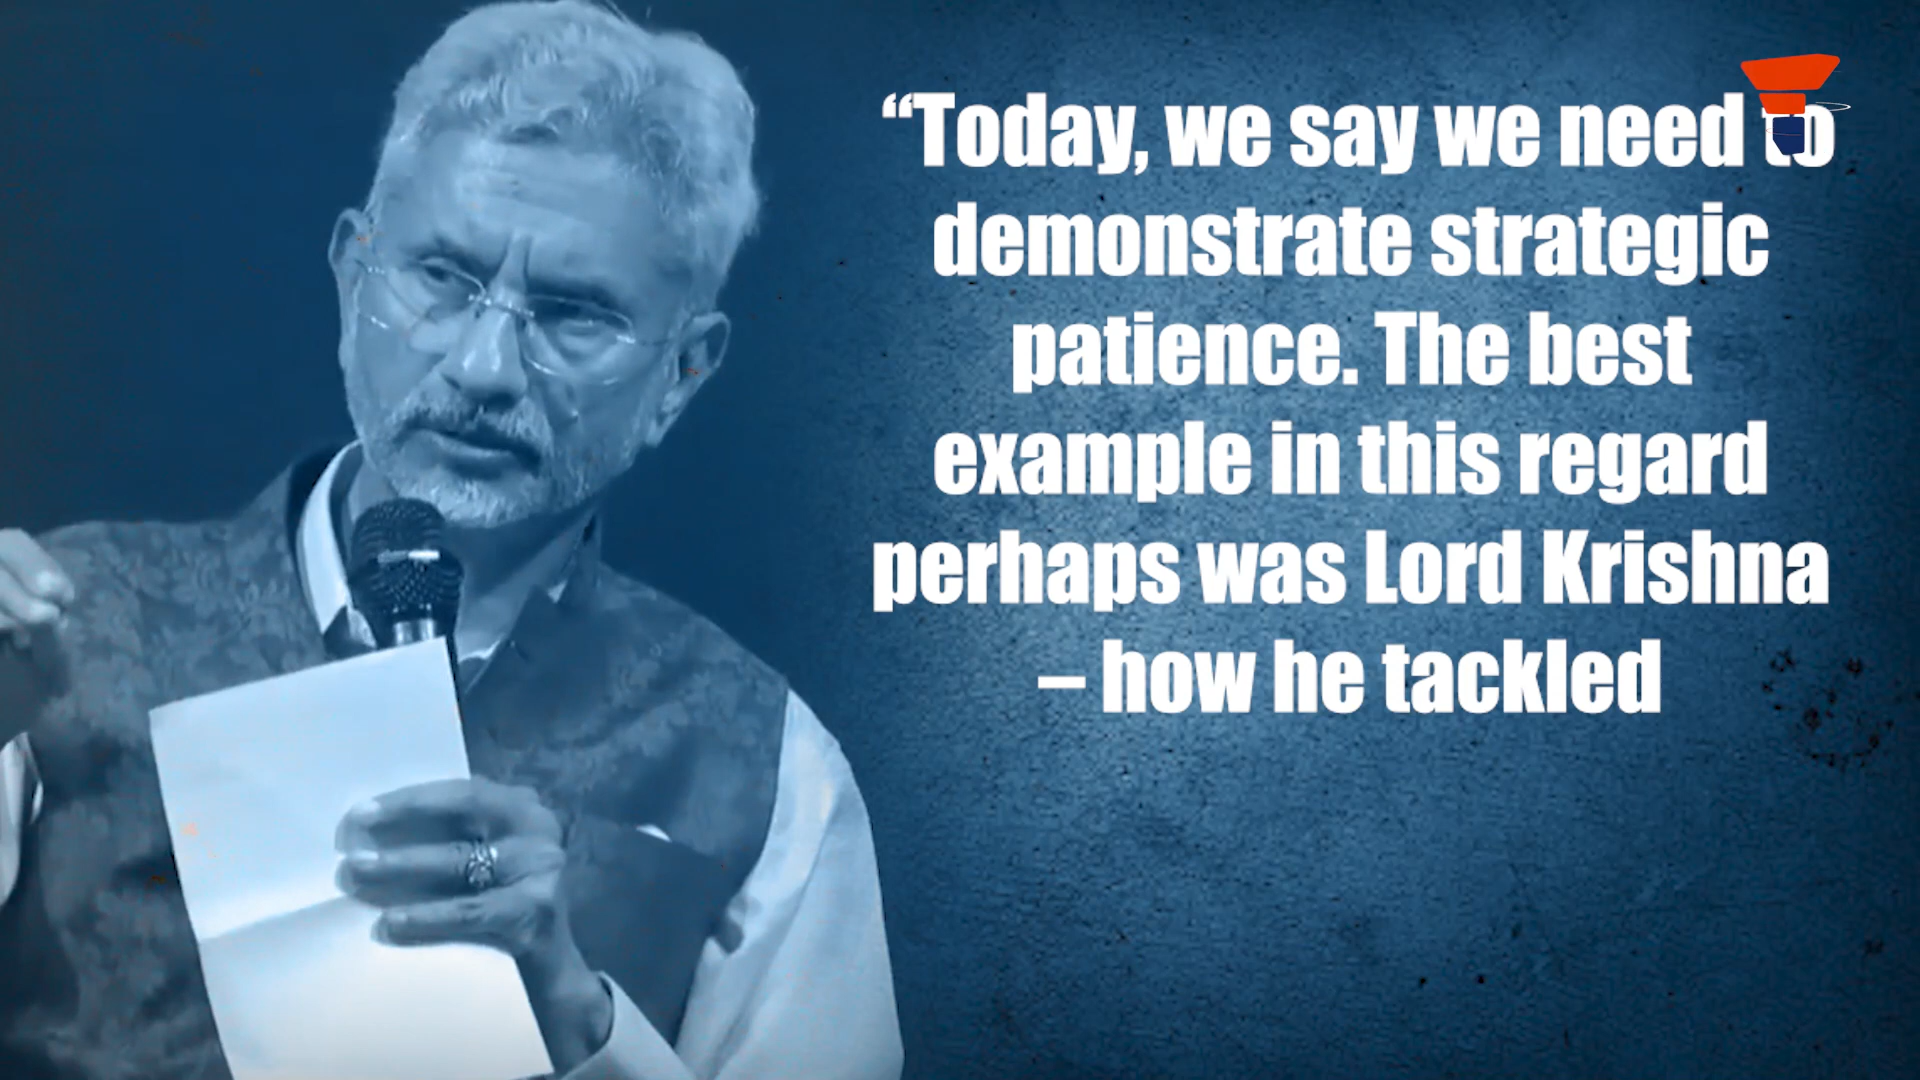 “Today, we say we need to
demonstrate strategic
patience. The best
example in this regard
perhaps was Lord Krishna
– how he tackled